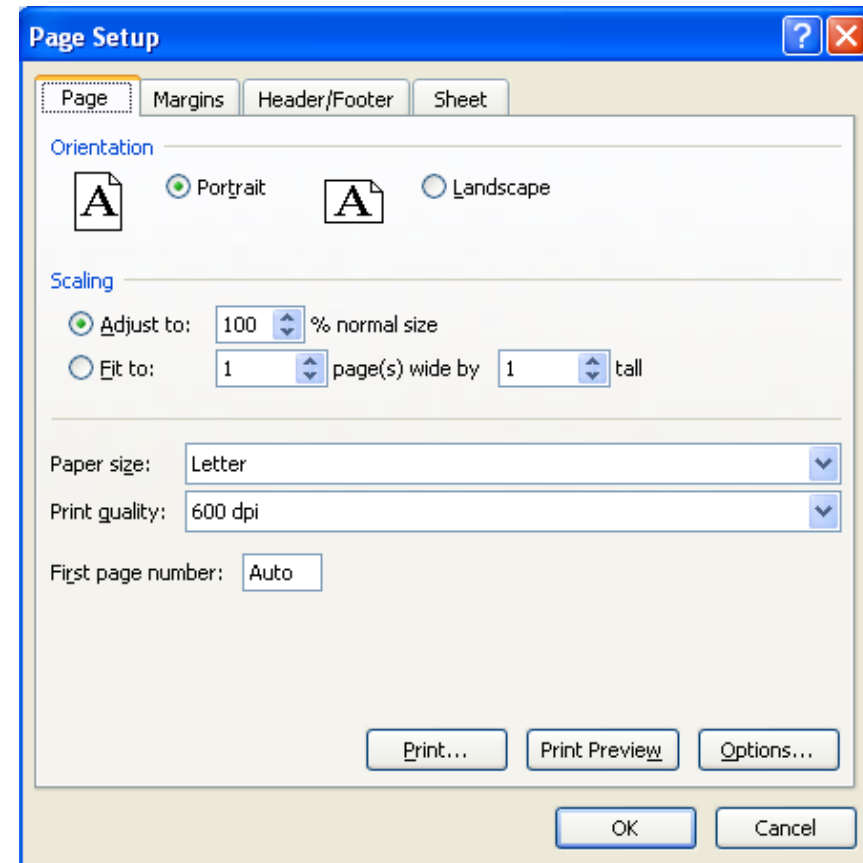 Page Setup
Page Margins Header/Footer Sheet
Orientation
A Portrait A Landscape
Scaling
Adjust to: 100 % normal size
Fit to: 1 page(s) wide by 1 tall
Paper size: Letter
Print quality: 600 dpi
First page number: Auto
Print... Print Preview Options...
OK Cancel